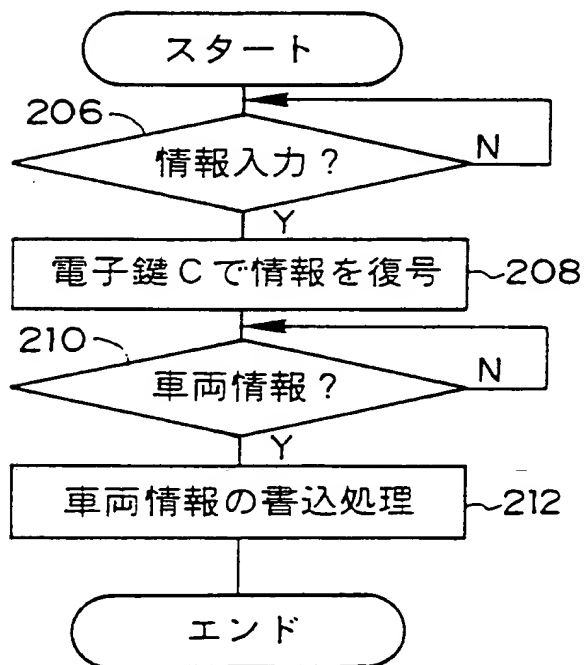 スタート
206
情報入力？
N
Y
電子鍵Cで情報を復号
208
210
車両情報？
N
Y
車両情報の書込処理
212
エンド